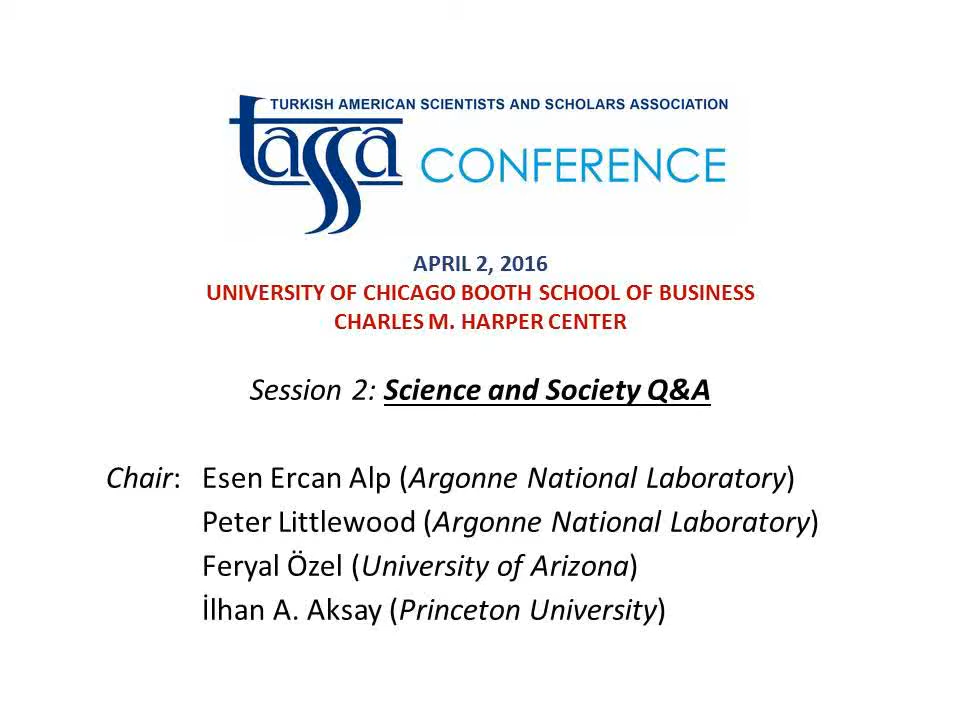 TURKISH AMERICAN SCIENTISTS AND SCHOLARS ASSOCIATION
tassa CONFERENCE
APRIL 2, 2016
UNIVERSITY OF CHICAGO BOOTH SCHOOL OF BUSINESS
CHARLES M. HARPER CENTER
Session 2: Science and Society Q&A
Chair: Esen Ercan Alp (Argonne National Laboratory)
Peter Littlewood (Argonne National Laboratory)
Feryal Özel (University of Arizona)
İlhan A. Aksay (Princeton University)